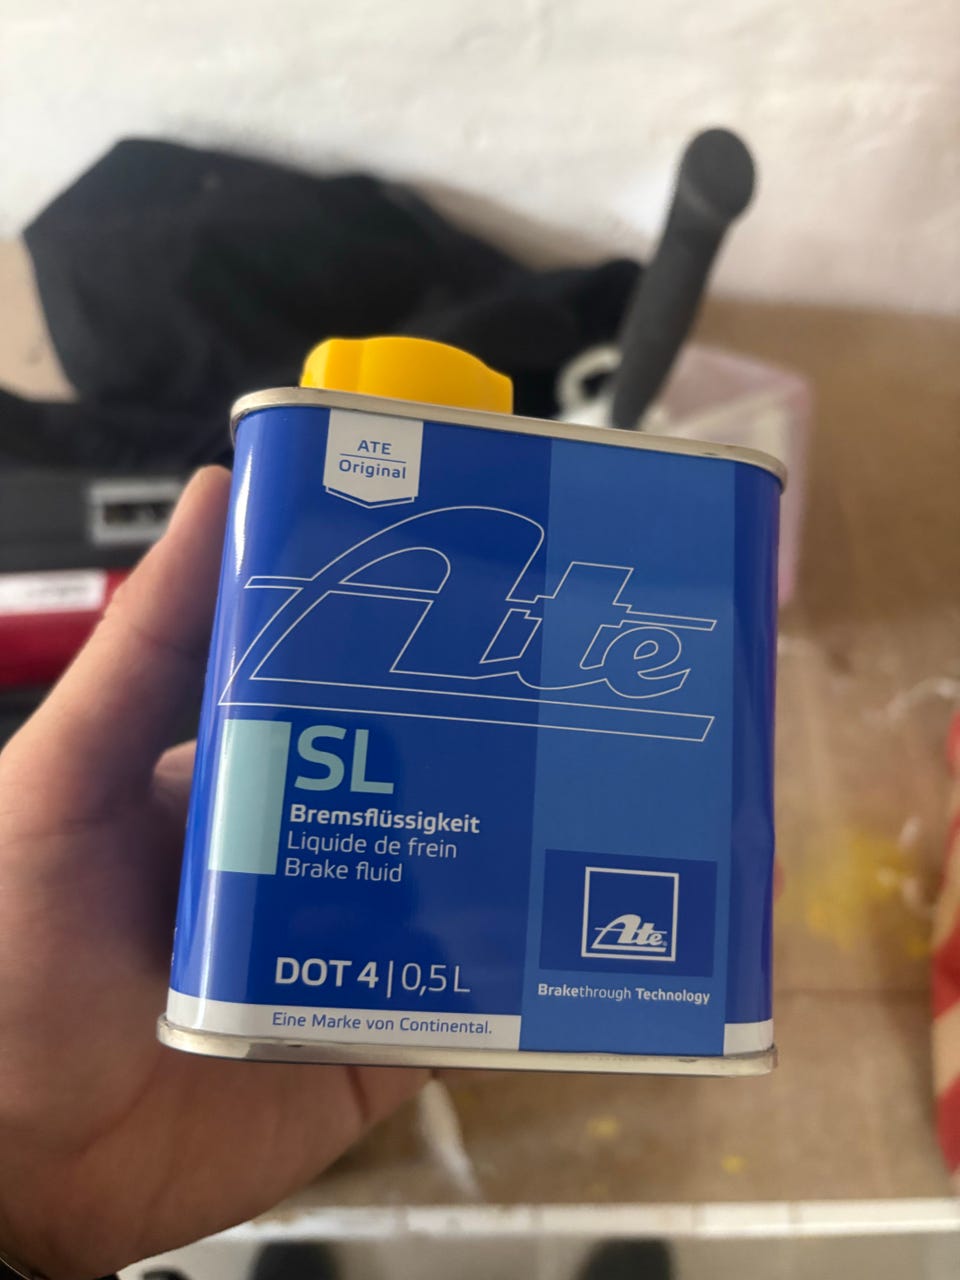 ATE
Original
Ate
SL
Bremsflüssigkeit
Liquide de frein
Brake fluid
DOT 4 | 0,5 L
Ate
Brakethrough Technology
Eine Marke von Continental.